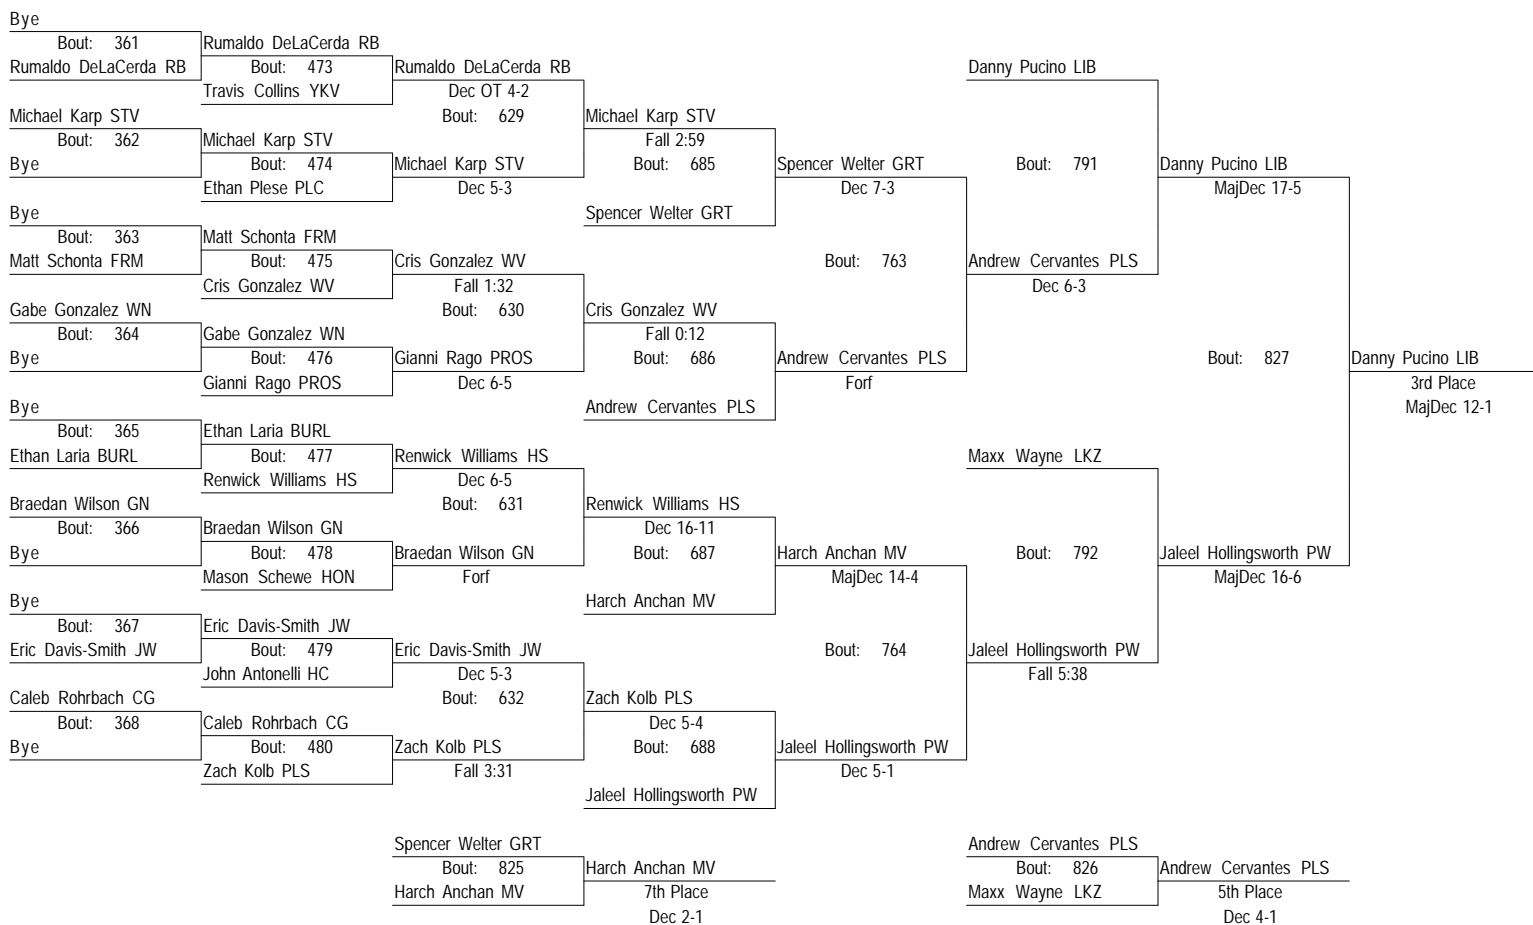 Bye
Bout: 361
Rumaldo DeLaCerda RB
Rumaldo DeLaCerda RB
Bout: 473
Rumaldo DeLaCerda RB
Danny Pucino LIB
Travis Collins YKV
Dec OT 4-2
Michael Karp STV
Bout: 629
Michael Karp STV
Bout: 362
Michael Karp STV
Fall 2:59
Bye
Bout: 474
Michael Karp STV
Bout: 685
Spencer Welter GRT
Bout: 791
Danny Pucino LIB
Ethan Plese PLC
Dec 5-3
Dec 7-3
MajDec 17-5
Bye
Spencer Welter GRT
Bout: 363
Matt Schonta FRM
Matt Schonta FRM
Bout: 475
Cris Gonzalez WV
Bout: 763
Andrew Cervantes PLS
Cris Gonzalez WV
Fall 1:32
Dec 6-3
Gabe Gonzalez WN
Bout: 630
Cris Gonzalez WV
Bout: 364
Gabe Gonzalez WN
Fall 0:12
Bye
Bout: 476
Gianni Rago PROS
Bout: 686
Andrew Cervantes PLS
Bout: 827
Danny Pucino LIB
Gianni Rago PROS
Dec 6-5
Forf
3rd Place
Bye
Andrew Cervantes PLS
MajDec 12-1
Bout: 365
Ethan Laria BURL
Ethan Laria BURL
Bout: 477
Renwick Williams HS
Maxx Wayne LKZ
Renwick Williams HS
Dec 6-5
Braedan Wilson GN
Bout: 631
Renwick Williams HS
Bout: 366
Braedan Wilson GN
Dec 16-11
Bye
Bout: 478
Braedan Wilson GN
Bout: 687
Harch Anchan MV
Bout: 792
Jaleel Hollingsworth PW
Mason Schewe HON
Forf
MajDec 14-4
MajDec 16-6
Bye
Harch Anchan MV
Bout: 367
Eric Davis-Smith JW
Eric Davis-Smith JW
Bout: 479
Eric Davis-Smith JW
Bout: 764
Jaleel Hollingsworth PW
John Antonelli HC
Dec 5-3
Fall 5:38
Caleb Rohrbach CG
Bout: 632
Zach Kolb PLS
Bout: 368
Caleb Rohrbach CG
Dec 5-4
Bye
Bout: 480
Zach Kolb PLS
Bout: 688
Jaleel Hollingsworth PW
Zach Kolb PLS
Fall 3:31
Dec 5-1
Jaleel Hollingsworth PW
Spencer Welter GRT
Bout: 825
Harch Anchan MV
Harch Anchan MV
7th Place
Dec 2-1
Andrew Cervantes PLS
Bout: 826
Andrew Cervantes PLS
Maxx Wayne LKZ
5th Place
Dec 4-1